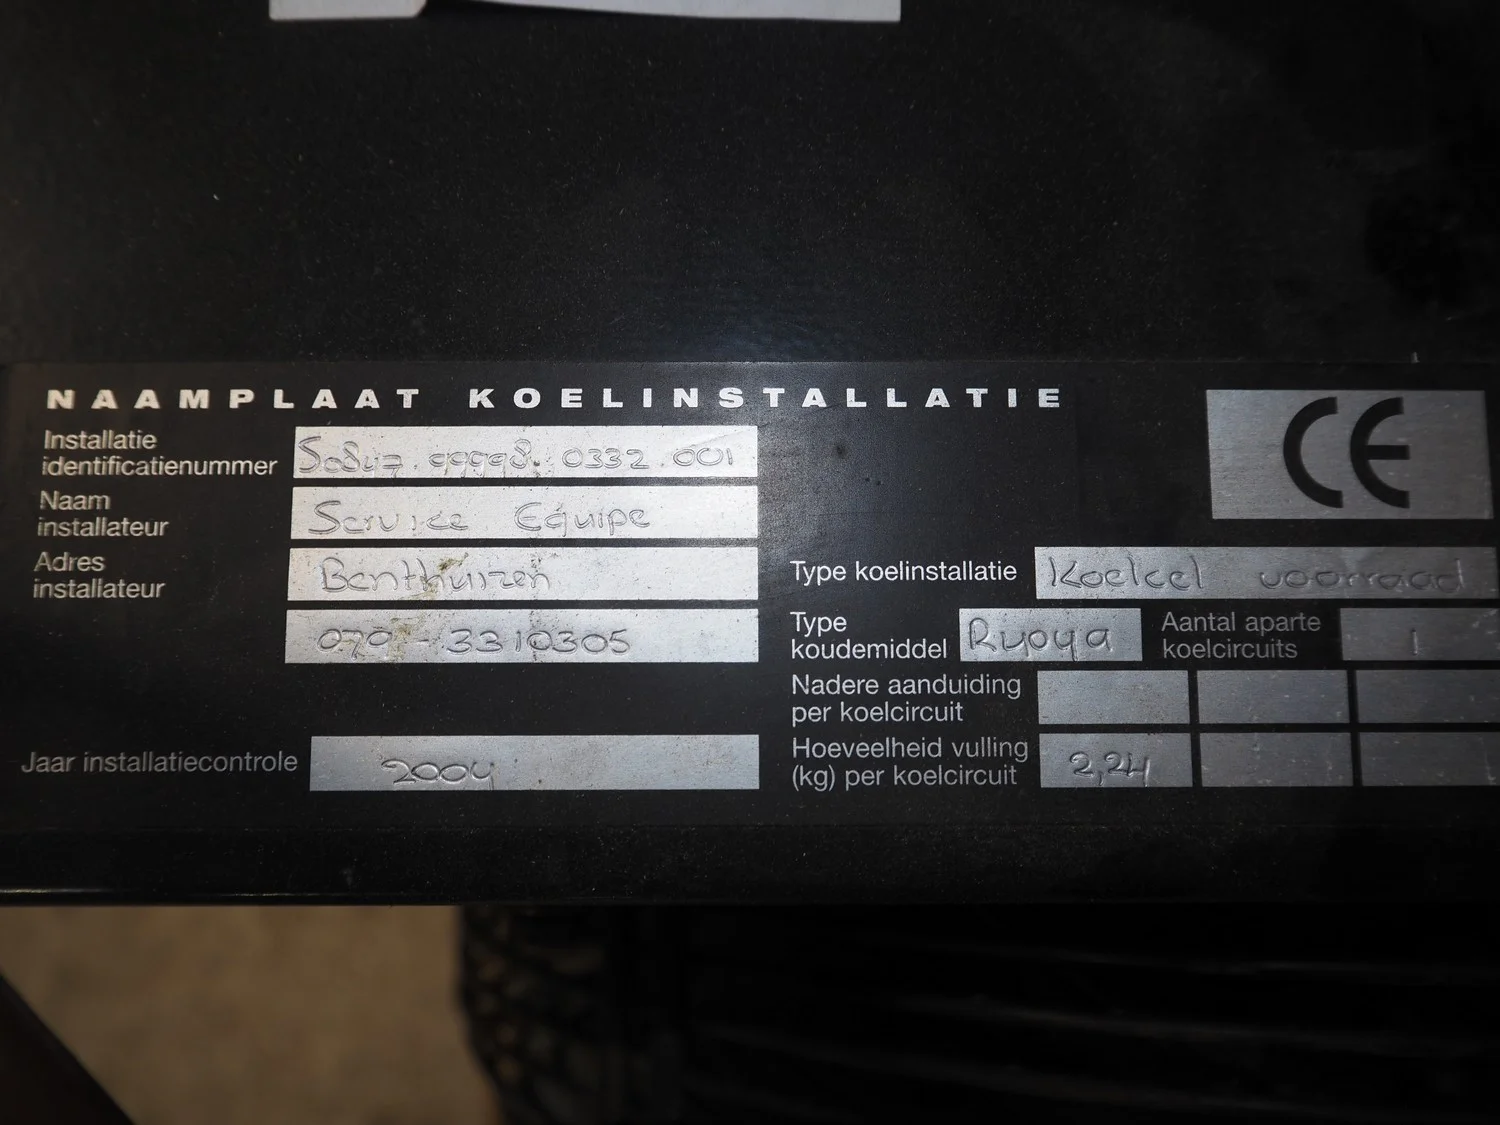 NAAMPLAAT KOELINSTALLATIE
CE
Installatie
identificatienummer
Naam
installateur
Service Equipe
Adres
installateur
Benthuizen
079-3310305
Jaar installatiecontrole
2004
Type koelinstallatie
Koelcel voorraad
Type
koudemiddel
R404a
Aantal aparte
koelcircuits
1
Nadere aanduiding
per koelcircuit
Hoeveelheid vulling
(kg) per koelcircuit
2,24